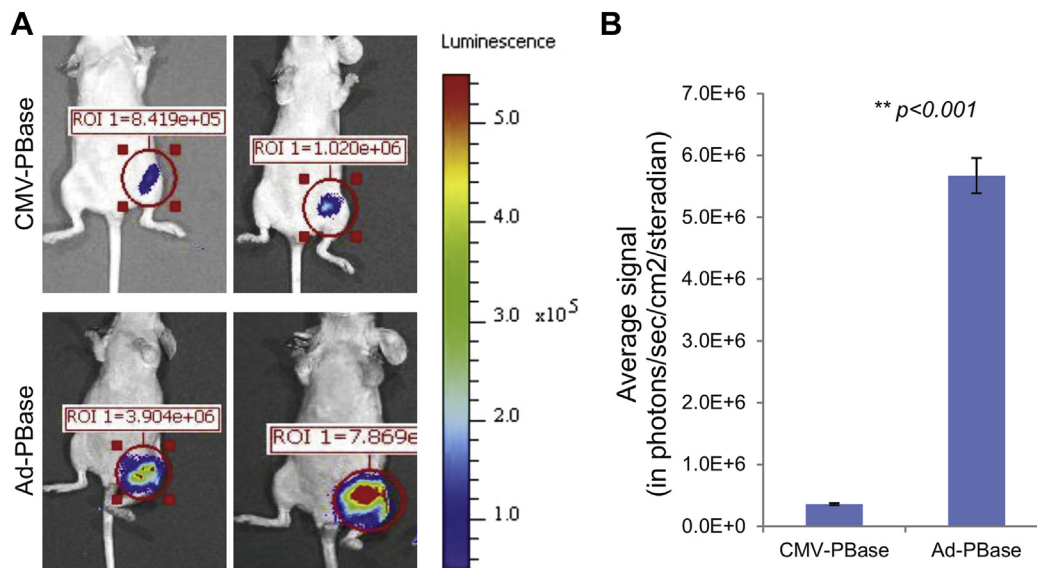 A
CMV-PBase
Ad-PBase
ROI 1=8.419e+05
ROI 1=1.020e+06
ROI 1=3.904e+06
ROI 1=7.869e
Luminescence
5.0
4.0
3.0 x10^5
2.0
1.0
B
** p<0.001
Average signal
(in photons/sec/cm2/steradian)
7.0E+6
6.0E+6
5.0E+6
4.0E+6
3.0E+6
2.0E+6
1.0E+6
0.0E+0
CMV-PBase Ad-PBase